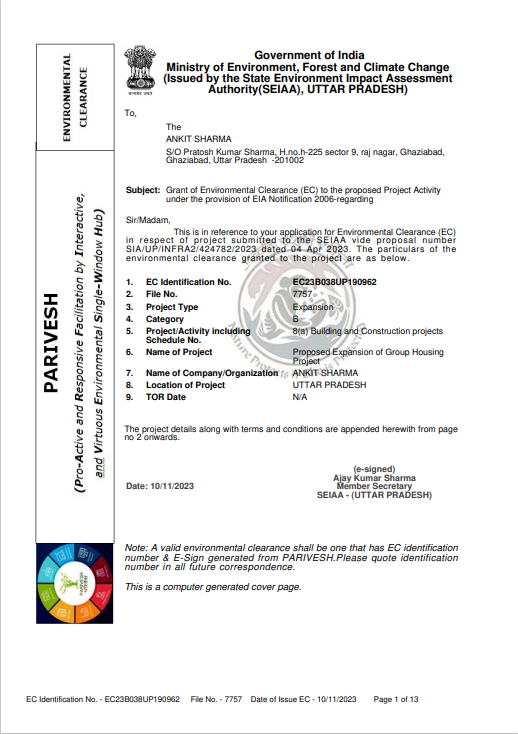 ENVIRONMENTAL
CLEARANCE
Government of India
Ministry of Environment, Forest and Climate Change
(Issued by the State Environment Impact Assessment
Authority(SEIAA), UTTAR PRADESH)
To,
The
ANKIT SHARMA
S/O Pratosh Kumar Sharma, H.no.h-225 sector 9, raj nagar, Ghaziabad,
Ghaziabad, Uttar Pradesh -201002
Subject: Grant of Environmental Clearance (EC) to the proposed Project Activity
under the provision of EIA Notification 2006-regarding
Sir/Madam,
This is in reference to your application for Environmental Clearance (EC)
in respect of project submitted to the SEIAA vide proposal number
SIA/UP/INFRA2/424782/2023 dated 04 Apr 2023. The particulars of the
environmental clearance granted to the project are as below.
1. EC Identification No. EC23B038UP190962
2. File No. 7757
3. Project Type Expansion
4. Category B
5. Project/Activity including 8(a) Building and Construction projects
Schedule No.
6. Name of Project Proposed Expansion of Group Housing
Project
7. Name of Company/Organization ANKIT SHARMA
8. Location of Project UTTAR PRADESH
9. TOR Date N/A
The project details along with terms and conditions are appended herewith from page
no 2 onwards.
(e-signed)
Ajay Kumar Sharma
Date: 10/11/2023 Member Secretary
SEIAA - (UTTAR PRADESH)
PARIVESH
(Pro-Active and Responsive Facilitation by Interactive,
and Virtuous Environmental Single-Window Hub)
Note: A valid environmental clearance shall be one that has EC identification
number & E-Sign generated from PARIVESH.Please quote identification
number in all future correspondence.
This is a computer generated cover page.
EC Identification No. - EC23B038UP190962 File No. - 7757 Date of Issue EC - 10/11/2023 Page 1 of 13